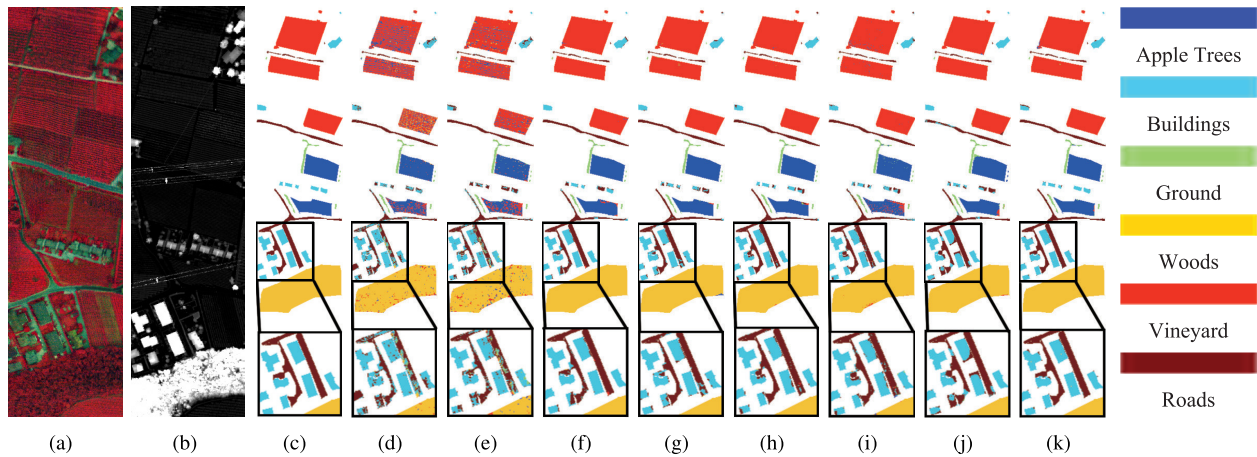 Apple Trees
Buildings
Ground
Woods
Vineyard
Roads
(a) (b) (c) (d) (e) (f) (g) (h) (i) (j) (k)